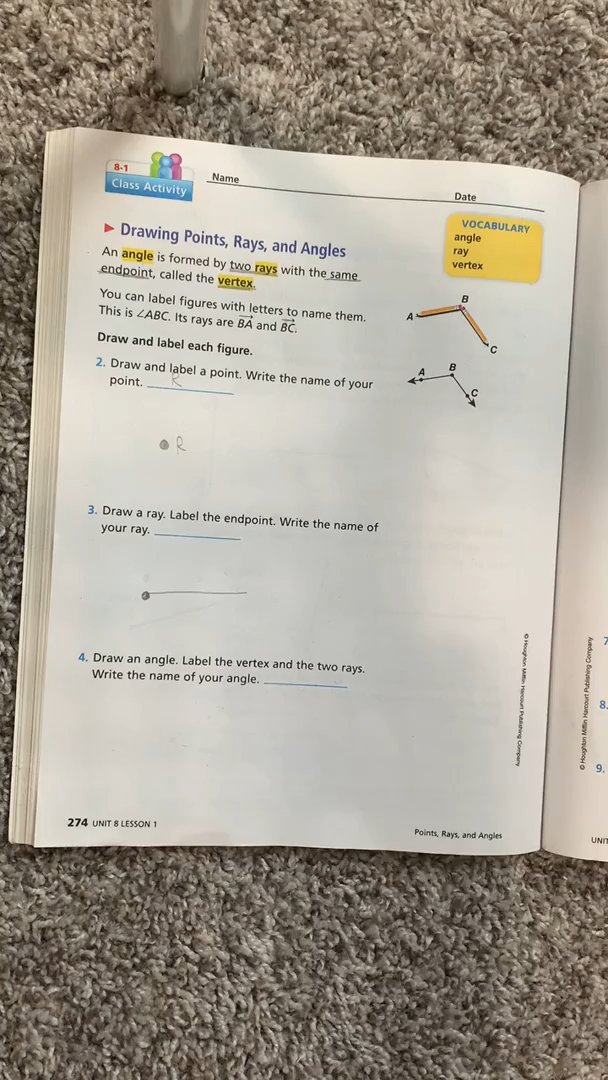 8-1
Class Activity
Name
Date
VOCABULARY
angle
ray
vertex
► Drawing Points, Rays, and Angles
An angle is formed by two rays with the same
endpoint, called the vertex.
You can label figures with letters to name them.
This is ∠ABC. Its rays are BA and BC.
A
B
C
Draw and label each figure.
A
B
C
2. Draw and label a point. Write the name of your
point. R
R
3. Draw a ray. Label the endpoint. Write the name of
your ray.
4. Draw an angle. Label the vertex and the two rays.
Write the name of your angle.
© Houghton Mifflin Harcourt Publishing Company
274 UNIT 8 LESSON 1
Points, Rays, and Angles
© Houghton Mifflin Harcourt Publishing Company
7
8.
9.
UNIT